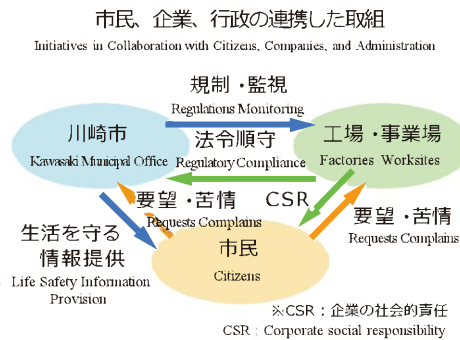 市民、企業、行政の連携した取組
Initiatives in Collaboration with Citizens, Companies, and Administration
規制・監視
Regulations Monitoring
川崎市
Kawasaki Municipal Office
法令順守
Regulatory Compliance
工場・事業場
Factories Worksites
要望・苦情
Requests Complains
CSR
要望・苦情
Requests Complains
生活を守る
情報提供
Life Safety Information
Provision
市民
Citizens
※CSR：企業の社会的責任
CSR：Corporate social responsibility